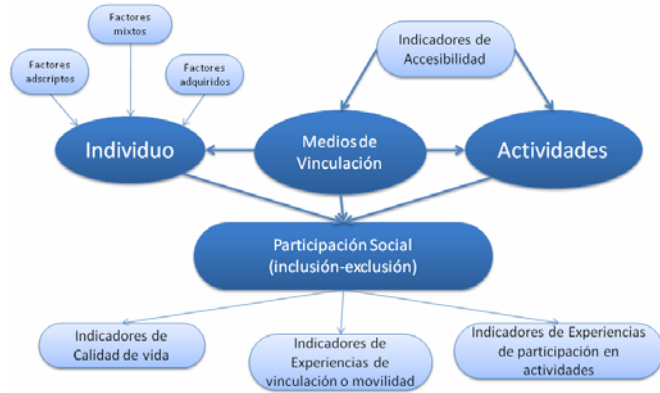 Factores
mixtos
Factores
adscriptos
Factores
adquiridos
Indicadores de
Accesibilidad
Individuo
Medios de
Vinculación
Actividades
Participación Social
(inclusión-exclusión)
Indicadores de
Calidad de vida
Indicadores de
Experiencias de
vinculación o movilidad
Indicadores de Experiencias
de participación en
actividades